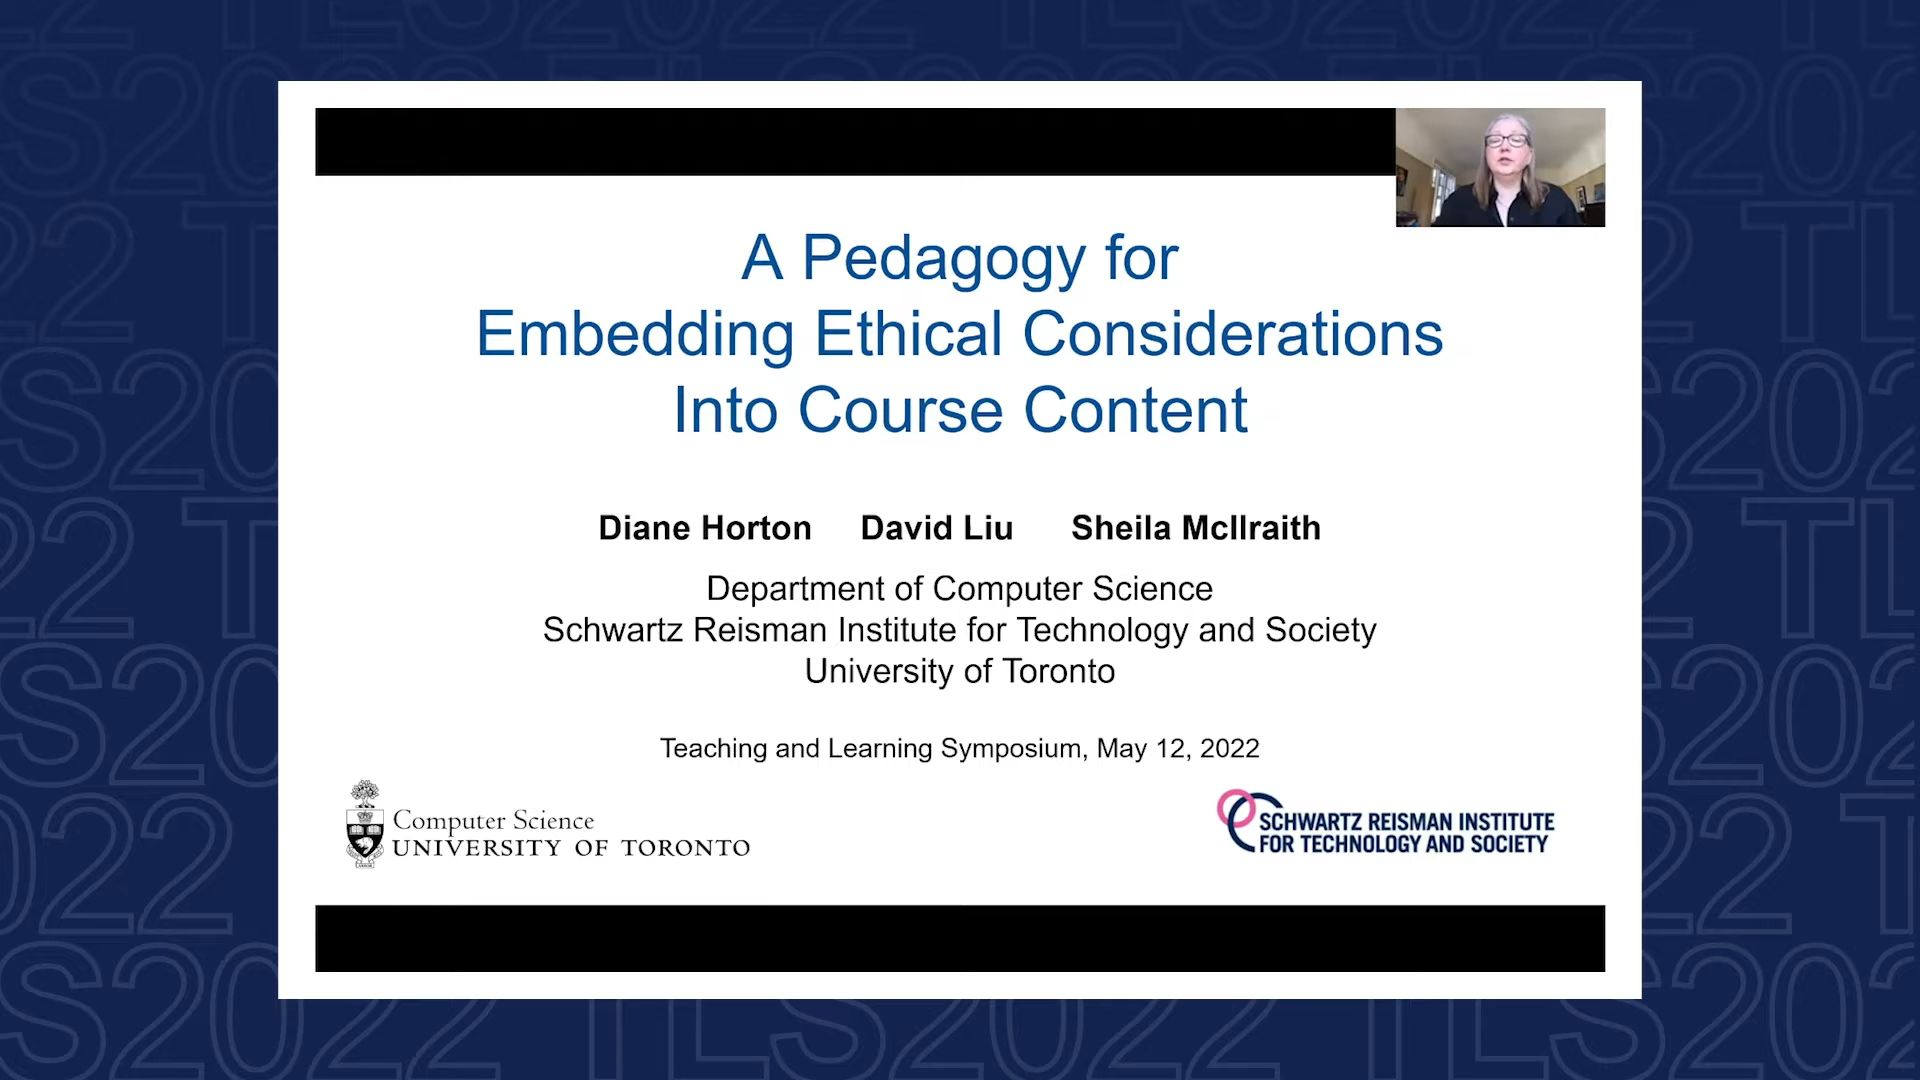 A Pedagogy for
Embedding Ethical Considerations
Into Course Content
Diane Horton David Liu Sheila McIlraith
Department of Computer Science
Schwartz Reisman Institute for Technology and Society
University of Toronto
Teaching and Learning Symposium, May 12, 2022
Computer Science
UNIVERSITY OF TORONTO
SCHWARTZ REISMAN INSTITUTE
FOR TECHNOLOGY AND SOCIETY
TLS2022